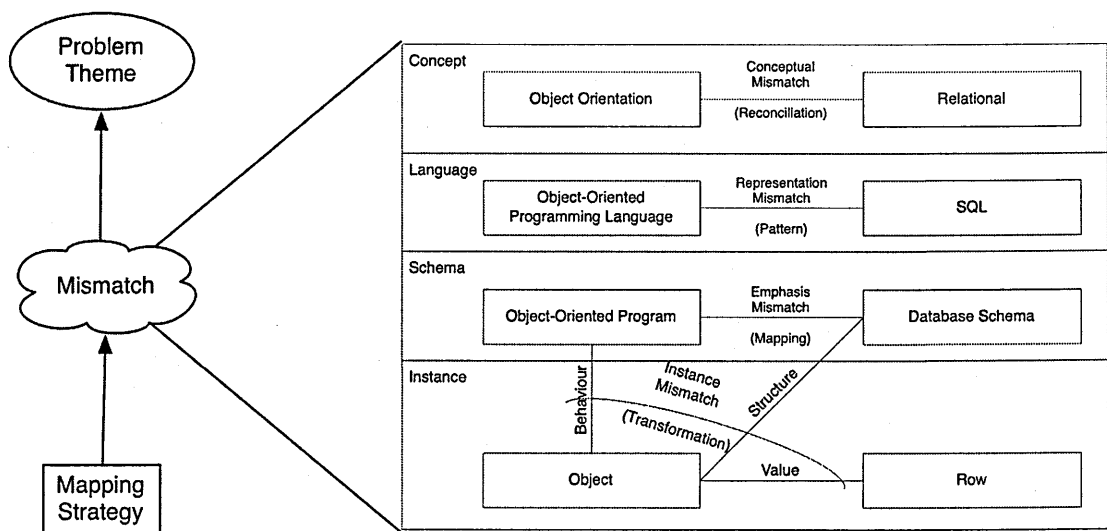 Problem
Theme
Mismatch
Mapping
Strategy
Concept
Object Orientation
Conceptual
Mismatch
(Reconciliation)
Relational
Language
Object-Oriented
Programming Language
Representation
Mismatch
(Pattern)
SQL
Schema
Object-Oriented Program
Emphasis
Mismatch
(Mapping)
Database Schema
Instance
Behaviour
Instance
Mismatch
(Transformation)
Structure
Object
Value
Row